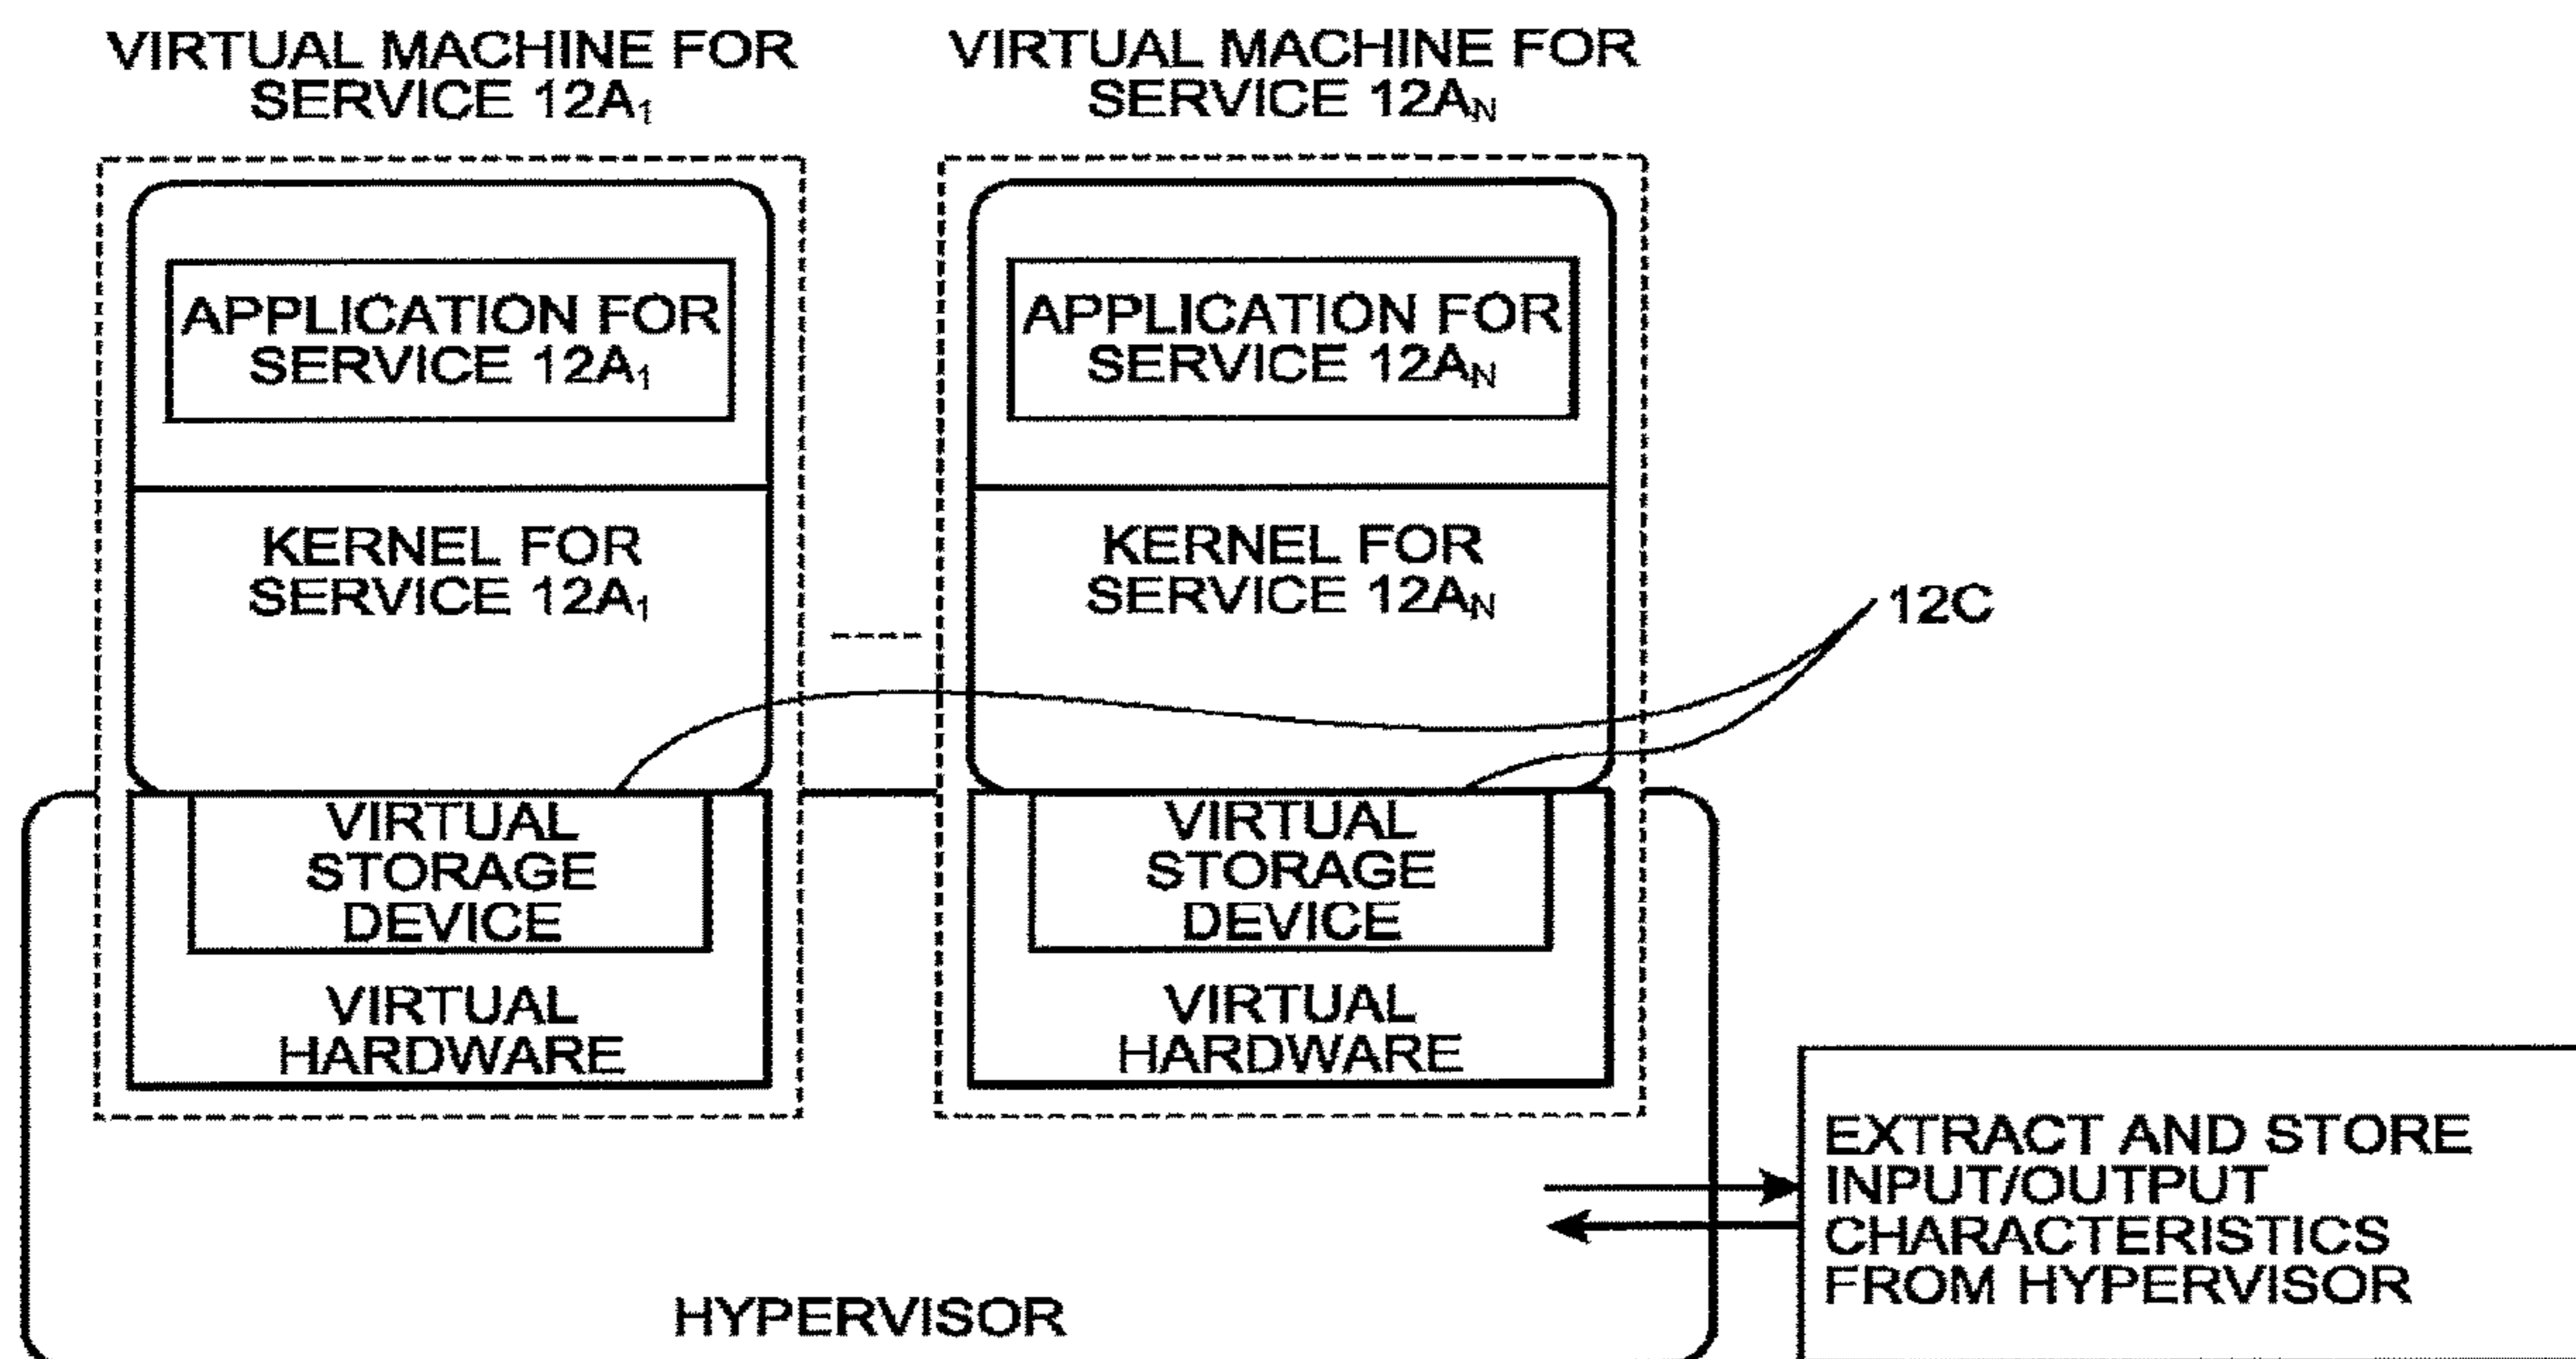 VIRTUAL MACHINE FOR
SERVICE 12A₁
APPLICATION FOR
SERVICE 12A₁
KERNEL FOR
SERVICE 12A₁
VIRTUAL
STORAGE
DEVICE
VIRTUAL
HARDWARE
VIRTUAL MACHINE FOR
SERVICE 12Aₙ
APPLICATION FOR
SERVICE 12Aₙ
KERNEL FOR
SERVICE 12Aₙ
VIRTUAL
STORAGE
DEVICE
VIRTUAL
HARDWARE
12C
HYPERVISOR
EXTRACT AND STORE
INPUT/OUTPUT
CHARACTERISTICS
FROM HYPERVISOR